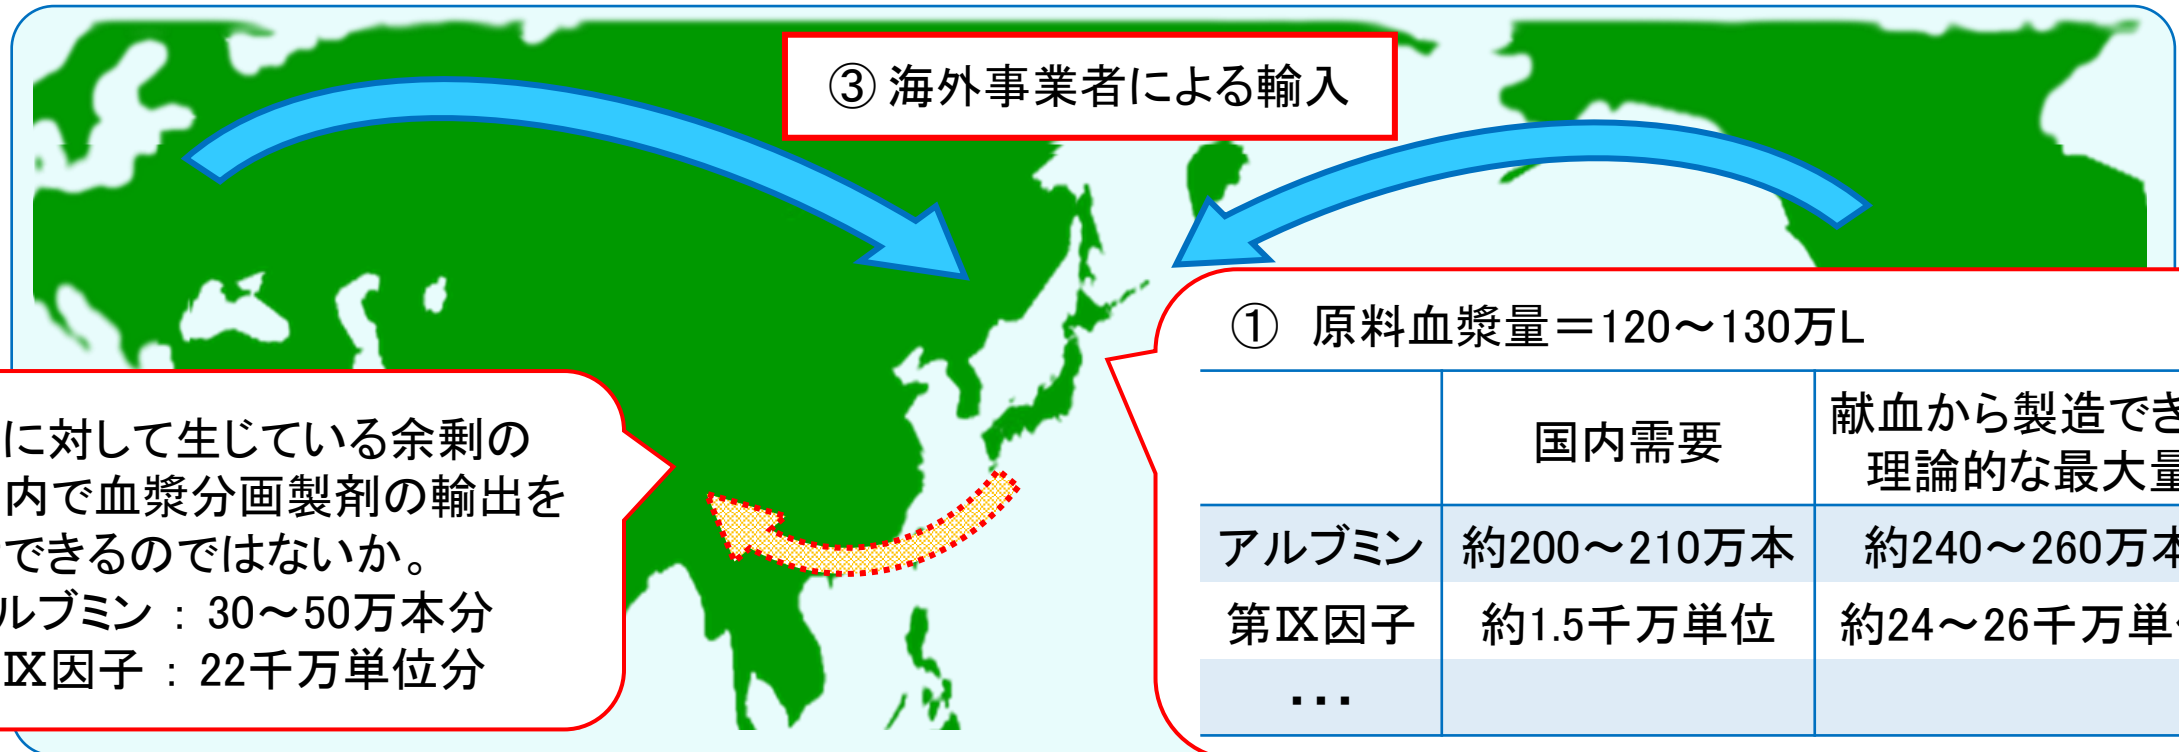 ③ 海外事業者による輸入
① 原料血漿量＝120～130万L
国内需要
献血から製造でき
理論的な最大量
アルブミン 約200～210万本 約240～260万本
第Ⅸ因子 約1.5千万単位 約24～26千万単
・・・
に対して生じている余剰の
内で血漿分画製剤の輸出を
できるのではないか。
ルブミン ： 30～50万本分
Ⅸ因子 ： 22千万単位分